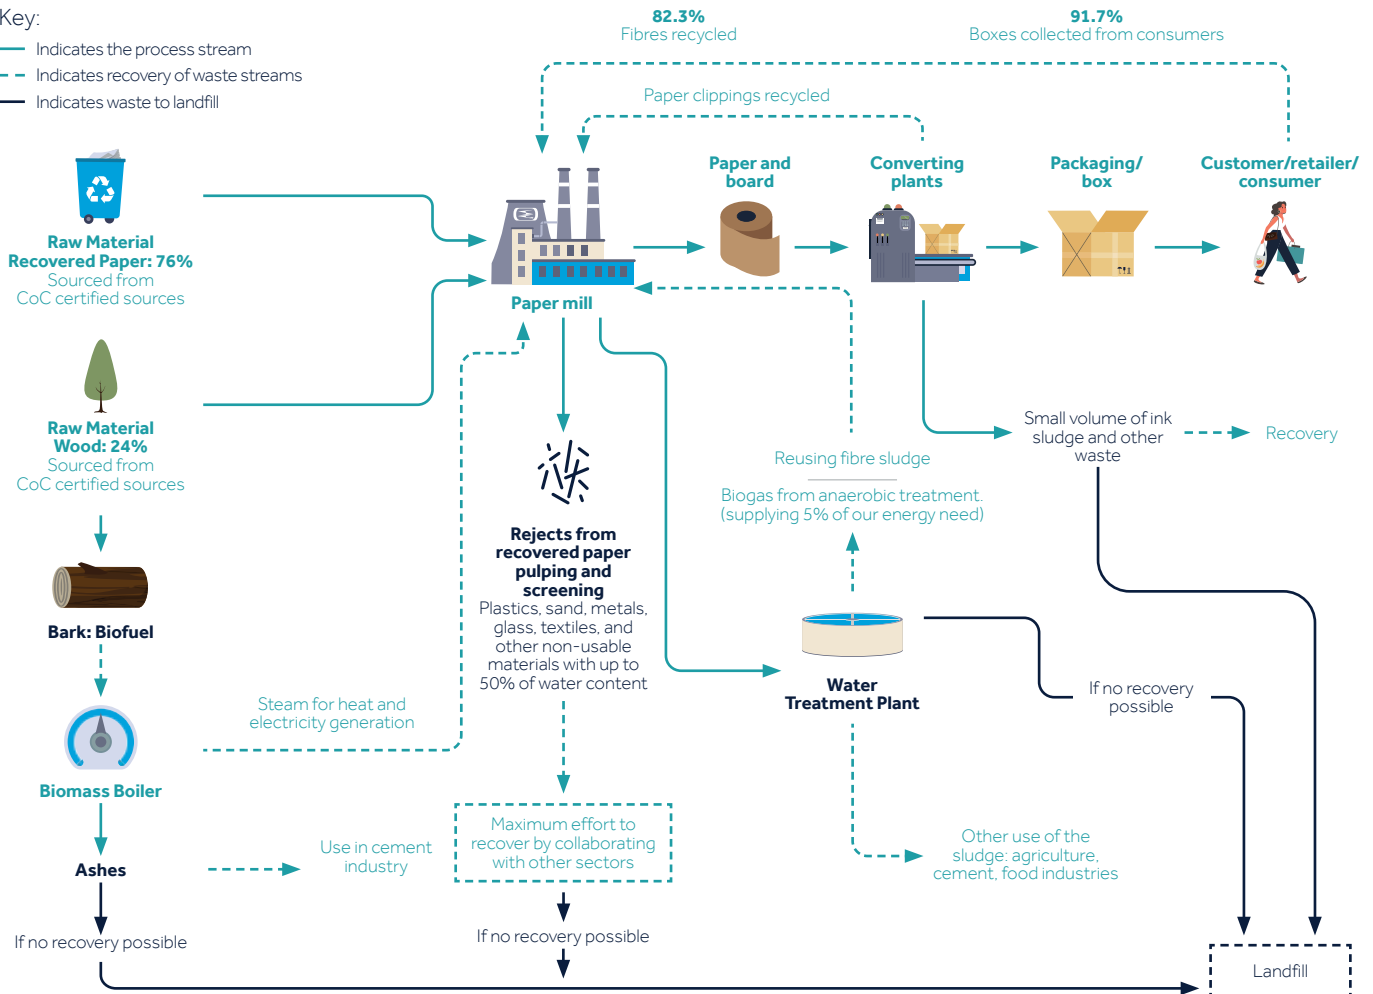 Key:
Indicates the process stream
Indicates recovery of waste streams
Indicates waste to landfill
82.3%
Fibres recycled
91.7%
Boxes collected from consumers
Paper clippings recycled
Raw Material
Recovered Paper: 76%
Sourced from
CoC certified sources
Paper mill
Paper and
board
Converting
plants
Packaging/
box
Customer/retailer/
consumer
Raw Material
Wood: 24%
Sourced from
CoC certified sources
Small volume of ink
sludge and other
waste
Recovery
Reusing fibre sludge
Biogas from anaerobic treatment.
(supplying 5% of our energy need)
Rejects from
recovered paper
pulping and
screening
Plastics, sand, metals,
glass, textiles, and
other non-usable
materials with up to
50% of water content
Bark: Biofuel
Water
Treatment Plant
If no recovery
possible
Steam for heat and
electricity generation
Biomass Boiler
Maximum effort to
recover by collaborating
with other sectors
Use in cement
industry
Other use of the
sludge: agriculture,
cement, food industries
Ashes
If no recovery possible
If no recovery possible
Landfill